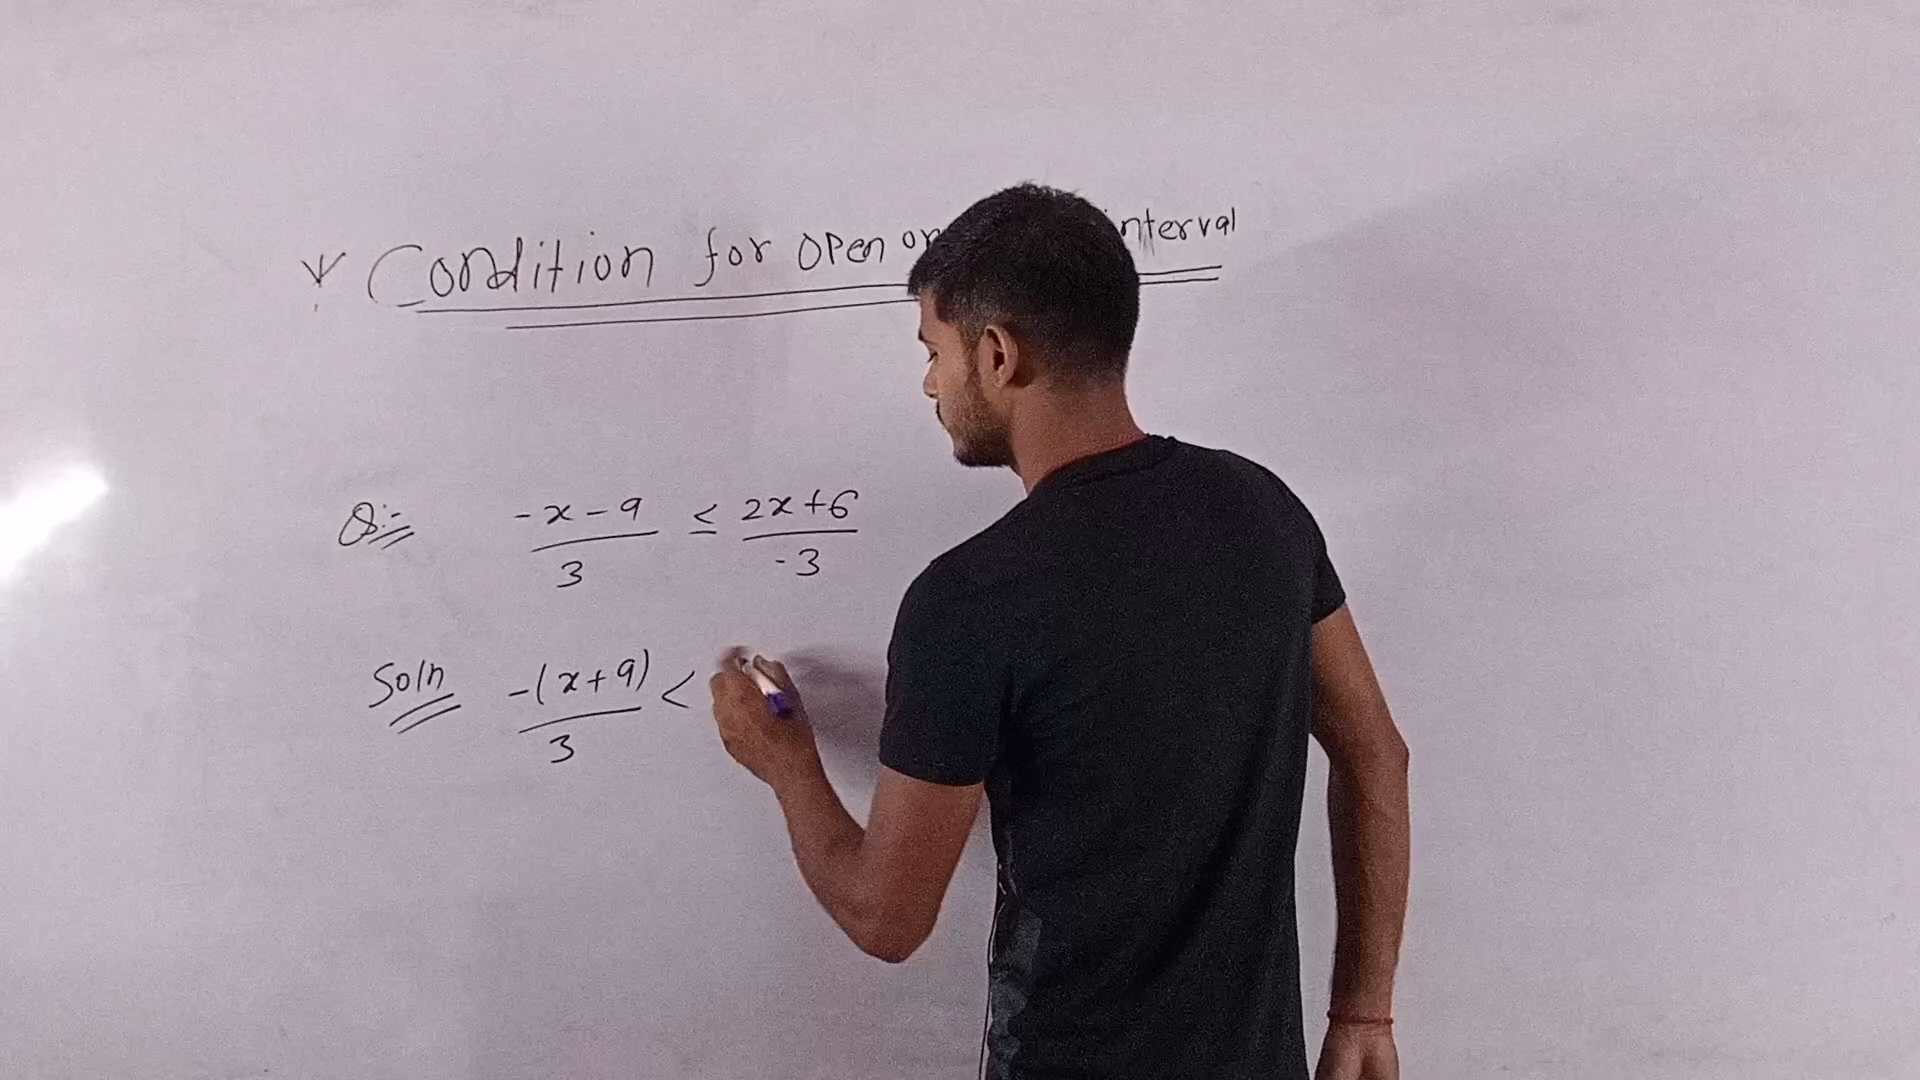 Condition for open or interval
Q:- -x-9/3 ≤ 2x+6/-3
Soln -(x+9)/3 <